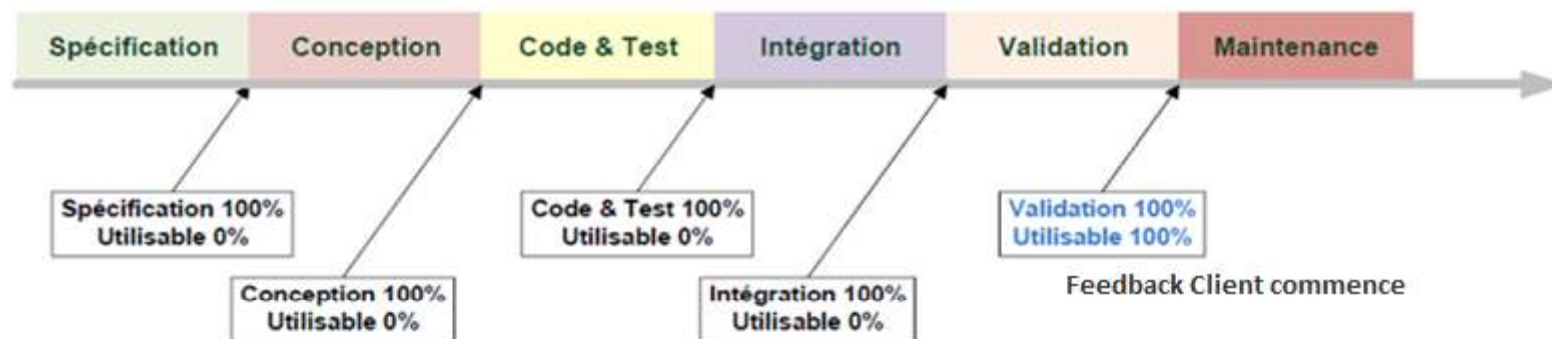 Spécification
Conception
Code & Test
Intégration
Validation
Maintenance
Spécification 100%
Utilisable 0%
Conception 100%
Utilisable 0%
Code & Test 100%
Utilisable 0%
Intégration 100%
Utilisable 0%
Validation 100%
Utilisable 100%
Feedback Client commence